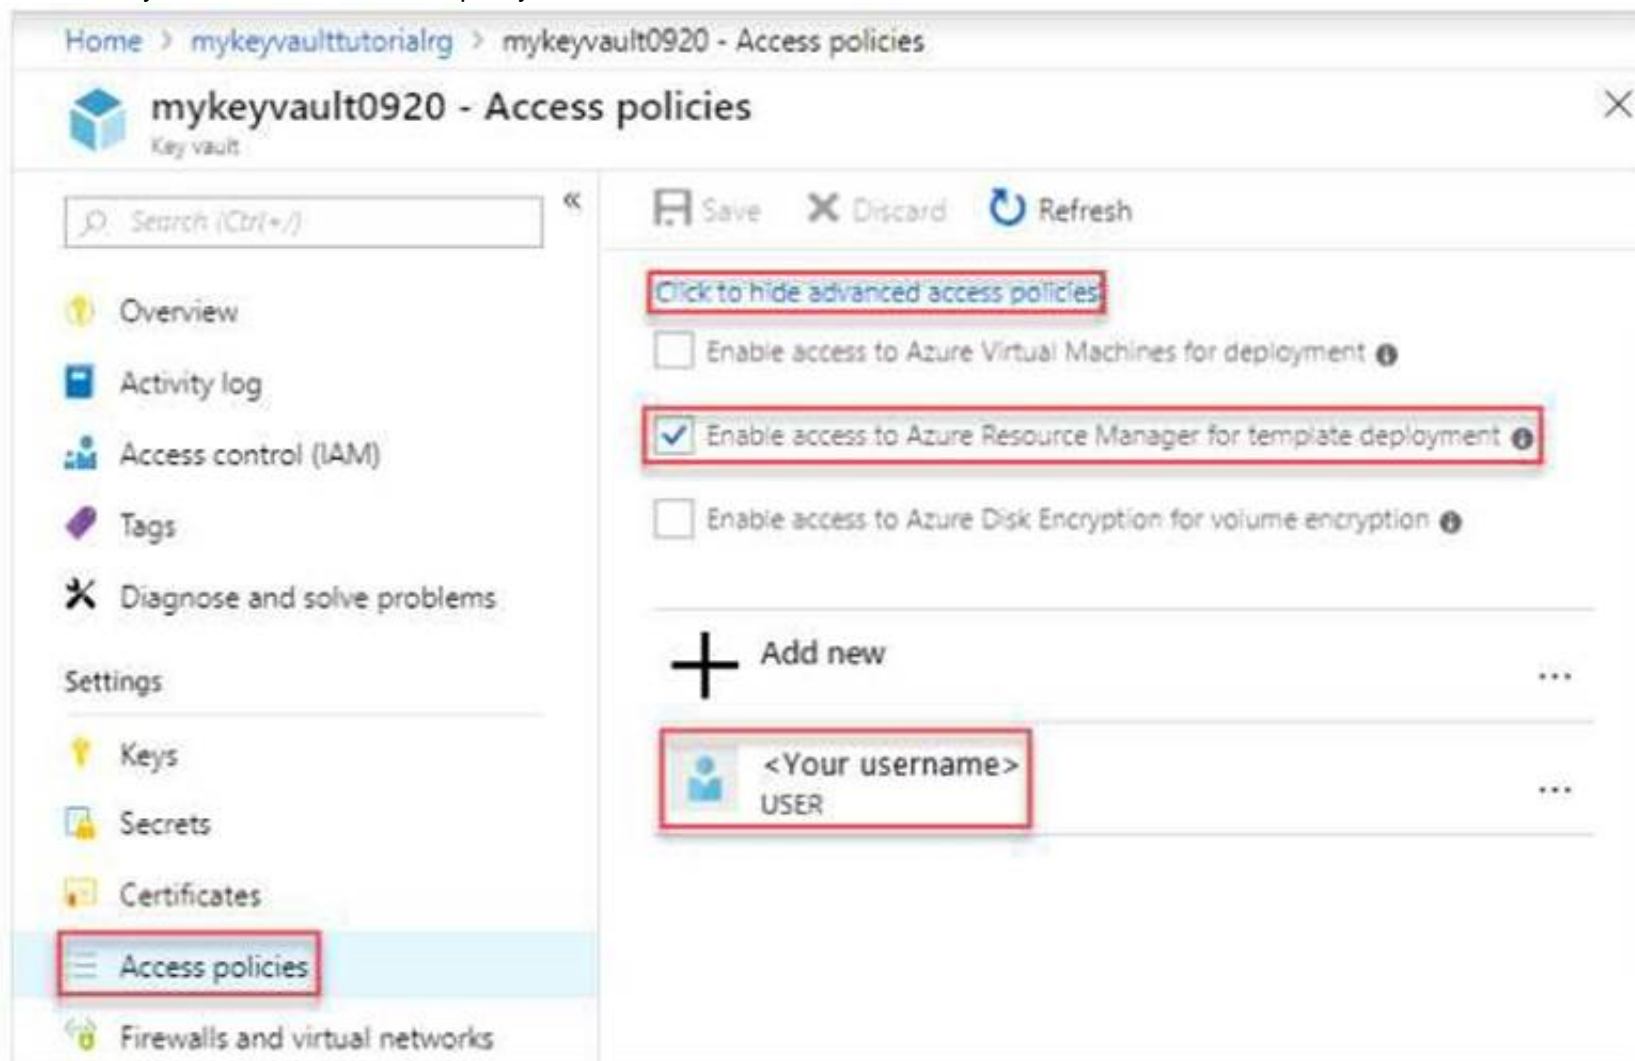 Home > mykeyvaulttutorialrg > mykeyvault0920 - Access policies
mykeyvault0920 - Access policies
Key vault
Search (Ctrl+/)
«
Save
Discard
Refresh
Click to hide advanced access policies
Enable access to Azure Virtual Machines for deployment
Enable access to Azure Resource Manager for template deployment
Enable access to Azure Disk Encryption for volume encryption
Overview
Activity log
Access control (IAM)
Tags
Diagnose and solve problems
Settings
Keys
Secrets
Certificates
Access policies
Firewalls and virtual networks
Add new
...
<Your username>
USER
...